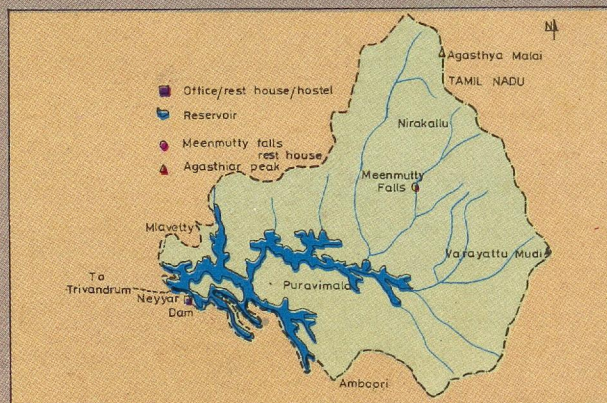 N
Agasthya Malai
TAMIL NADU
Office/rest house/hostel
Reservoir
Meenmutty falls
rest house
Agasthiar peak
Nirakallu
Meenmutty
Falls
Mlavetty
Varayattu Mudi
To
Trivandrum
Neyyar
Dam
Puravimala
Amboori